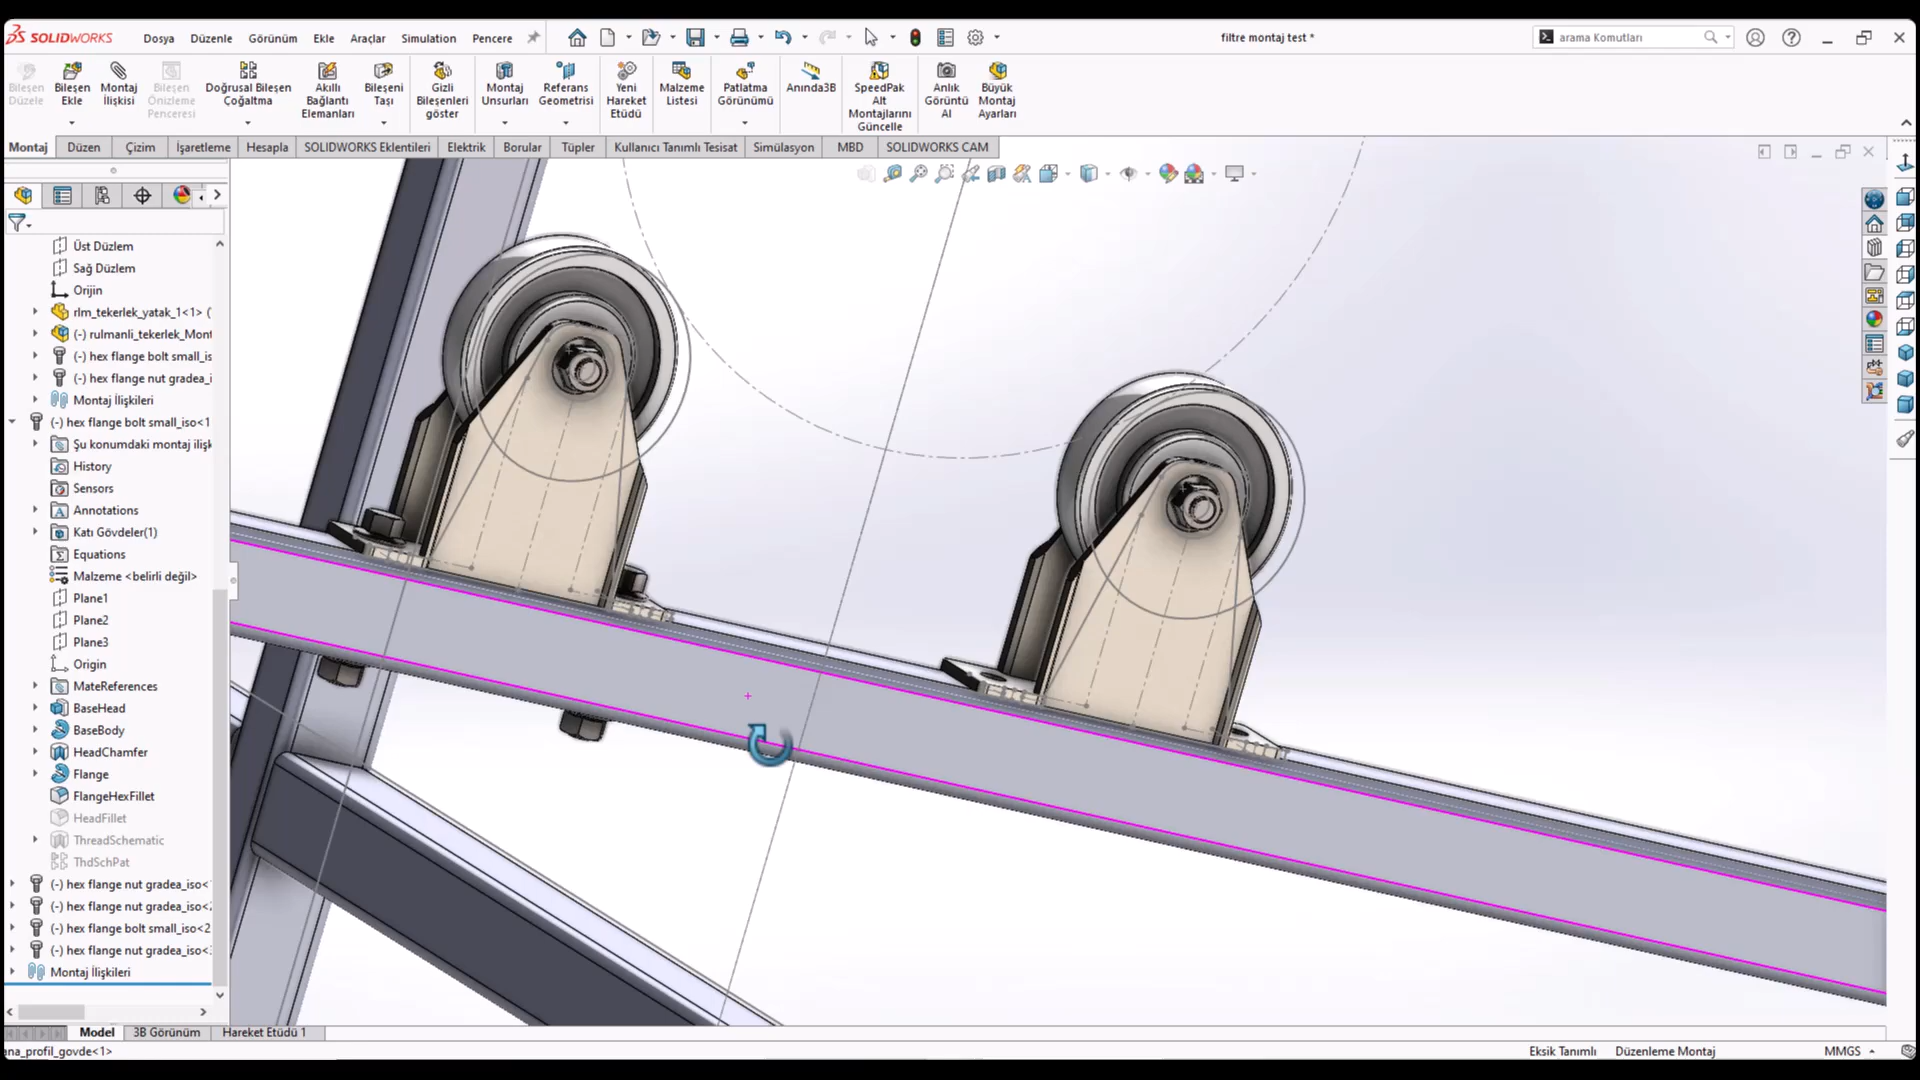 SOLIDWORKS
Dosya
Düzenle
Görünüm
Ekle
Araçlar
Simulation
Pencere
filtre montaj test *
arama Komutları
Bileşen
Düzele
Bileşen
Ekle
Montaj
İlişkisi
Bileşen
Önizleme
Penceresi
Doğrusal Bileşen
Çoğaltma
Akıllı
Bağlantı
Elemanları
Bileşeni
Taşı
Gizli
Bileşenleri
göster
Montaj
Unsurları
Referans
Geometrisi
Yeni
Hareket
Etüdü
Malzeme
Listesi
Patlatma
Görünümü
Anında3B
SpeedPak
Alt
Montajlarını
Güncelle
Anlık
Görüntü
Al
Büyük
Montaj
Ayarları
Montaj
Düzen
Çizim
İşaretleme
Hesapla
SOLIDWORKS Eklentileri
Elektrik
Borular
Tüpler
Kullanıcı Tanımlı Tesisat
Simülasyon
MBD
SOLIDWORKS CAM
Üst Düzlem
Sağ Düzlem
Orijin
rlm_tekerlek_yatak_1<1> (
(-) rulmanli_tekerlek_Mont
(-) hex flange bolt small_is
(-) hex flange nut gradea_i
Montaj İlişkileri
(-) hex flange bolt small_iso<1
Şu konumdaki montaj ilişk
History
Sensors
Annotations
Katı Gövdeler(1)
Equations
Malzeme <belirli değil>
Plane1
Plane2
Plane3
Origin
MateReferences
BaseHead
BaseBody
HeadChamfer
Flange
FlangeHexFillet
HeadFillet
ThreadSchematic
ThdSchPat
(-) hex flange nut gradea_iso<
(-) hex flange nut gradea_iso<2
(-) hex flange bolt small_iso<2
(-) hex flange nut gradea_iso<
Montaj İlişkileri
Model
3B Görünüm
Hareket Etüdü 1
ana_profil_govde<1>
Eksik Tanımlı
Düzenleme Montaj
MMGS